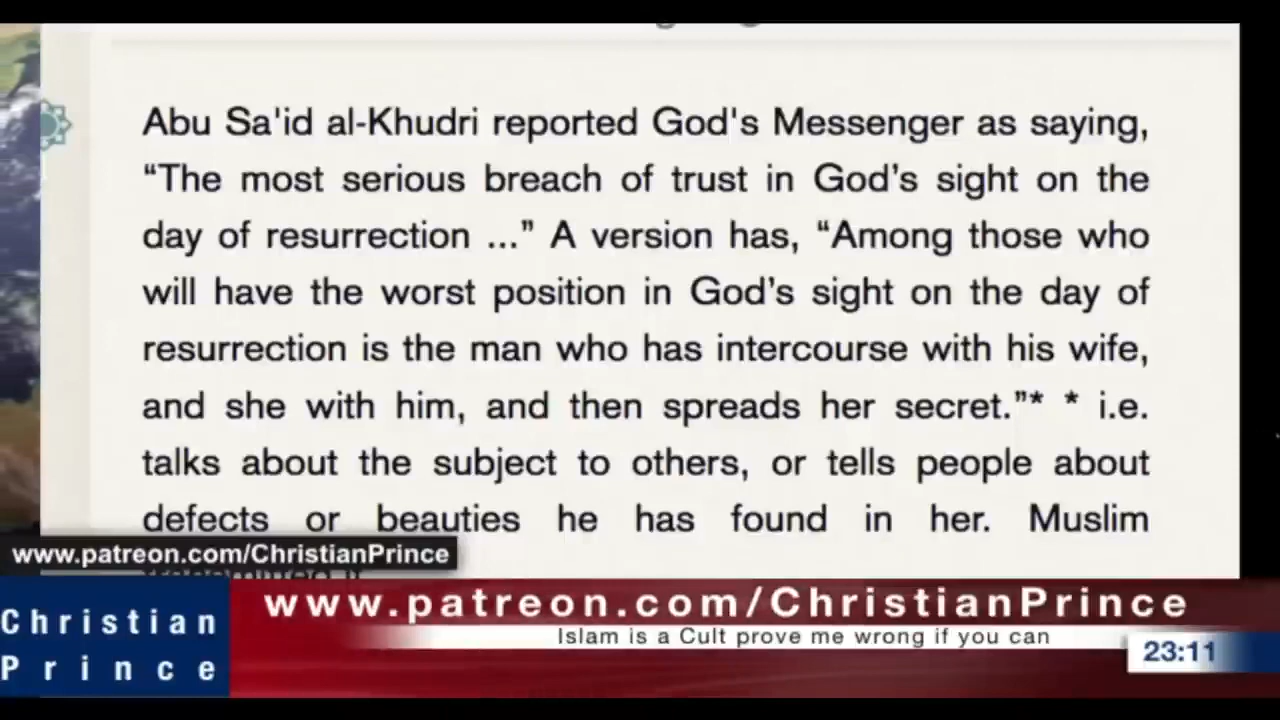 Abu Sa'id al-Khudri reported God's Messenger as saying,
“The most serious breach of trust in God’s sight on the
day of resurrection ...” A version has, “Among those who
will have the worst position in God’s sight on the day of
resurrection is the man who has intercourse with his wife,
and she with him, and then spreads her secret.”* * i.e.
talks about the subject to others, or tells people about
defects or beauties he has found in her. Muslim
www.patreon.com/ChristianPrince
www.patreon.com/ChristianPrince
Islam is a Cult prove me wrong if you can
Christian
Prince
23:11